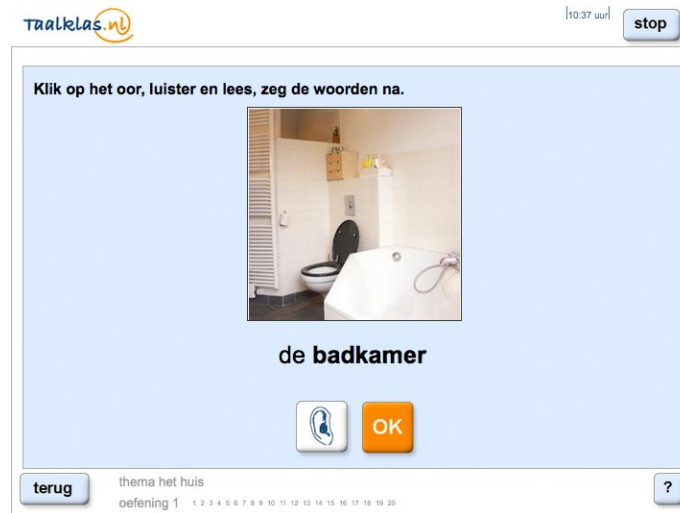 Taalklas.nl
10:37 uur
stop
Klik op het oor, luister en lees, zeg de woorden na.
de badkamer
OK
terug
thema het huis
oefening 1 1 2 3 4 5 6 7 8 9 10 11 12 13 14 15 16 17 18 19 20
?